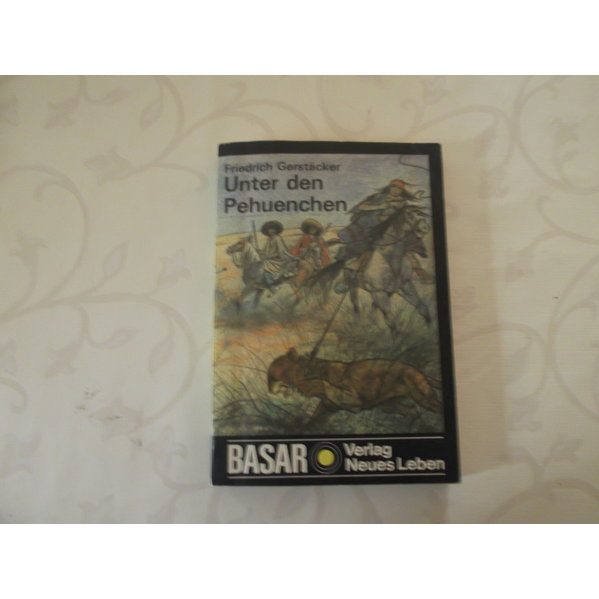 Friedrich Gerstäcker
Unter den
Pehuenchen
BASAR
Verlag
Neues Leben